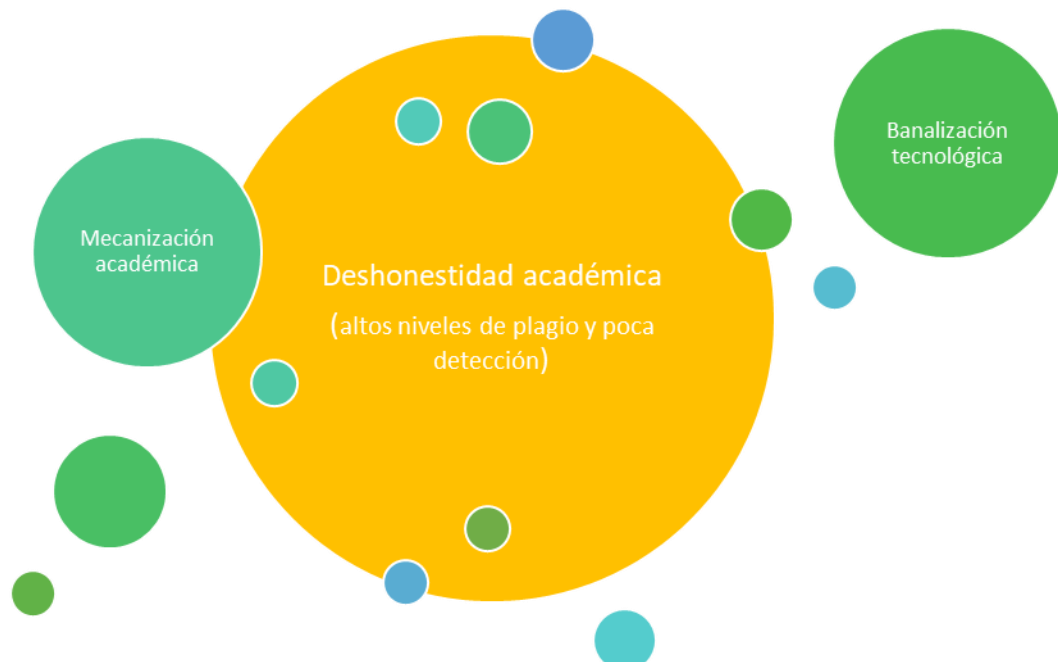 Banalización
tecnológica
Mecanización
académica
Deshonestidad académica
(altos niveles de plagio y poca
detección)